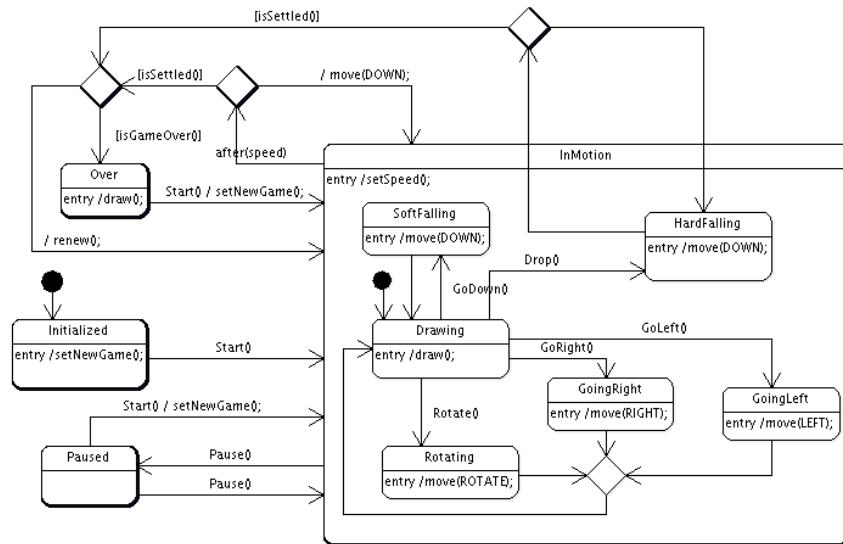 [isSettled()]
[isSettled()]
/ move(DOWN);
[isGameOver()]
after(speed)
InMotion
Over
entry /draw();
Start() / setNewGame();
entry /setSpeed();
SoftFalling
entry /move(DOWN);
HardFalling
entry /move(DOWN);
/ renew();
Drop()
GoDown()
Initialized
entry /setNewGame();
Start()
Drawing
entry /draw();
GoLeft()
GoRight()
GoingRight
entry /move(RIGHT);
GoingLeft
entry /move(LEFT);
Start() / setNewGame();
Rotate()
Paused
Pause()
Pause()
Rotating
entry /move(ROTATE);